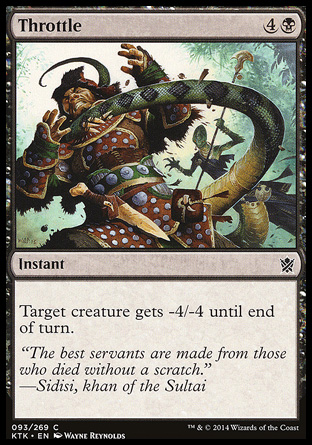 Throttle 4
Instant
Target creature gets -4/-4 until end
of turn.
“The best servants are made from those
who died without a scratch.”
—Sidisi, khan of the Sultai
093/269 C
KTK • EN Wayne Reynolds
™ & © 2014 Wizards of the Coast